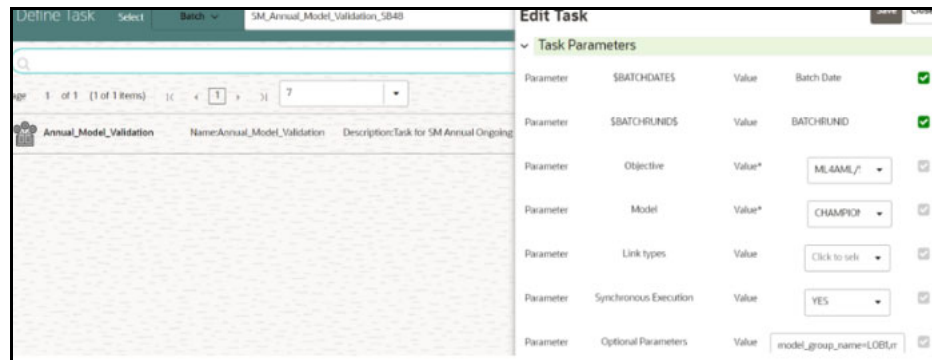 Define Task Select Batch SM_Annual_Model_Validation_SB4B
1 of 1 (1 of 1 items) 1 7
Annual_Model_Validation Name:Annual_Model_Validation Description:Task for SM Annual Ongoing
Edit Task
Task Parameters
Parameter $BATCHDATE$ Value Batch Date
Parameter $BATCHRUNID$ Value BATCHRUNID
Parameter Objective Value* ML4AML/
Parameter Model Value* CHAMPIO
Parameter Link types Value Click to sele
Parameter Synchronous Execution Value YES
Parameter Optional Parameters Value model_group_name=LOB1,